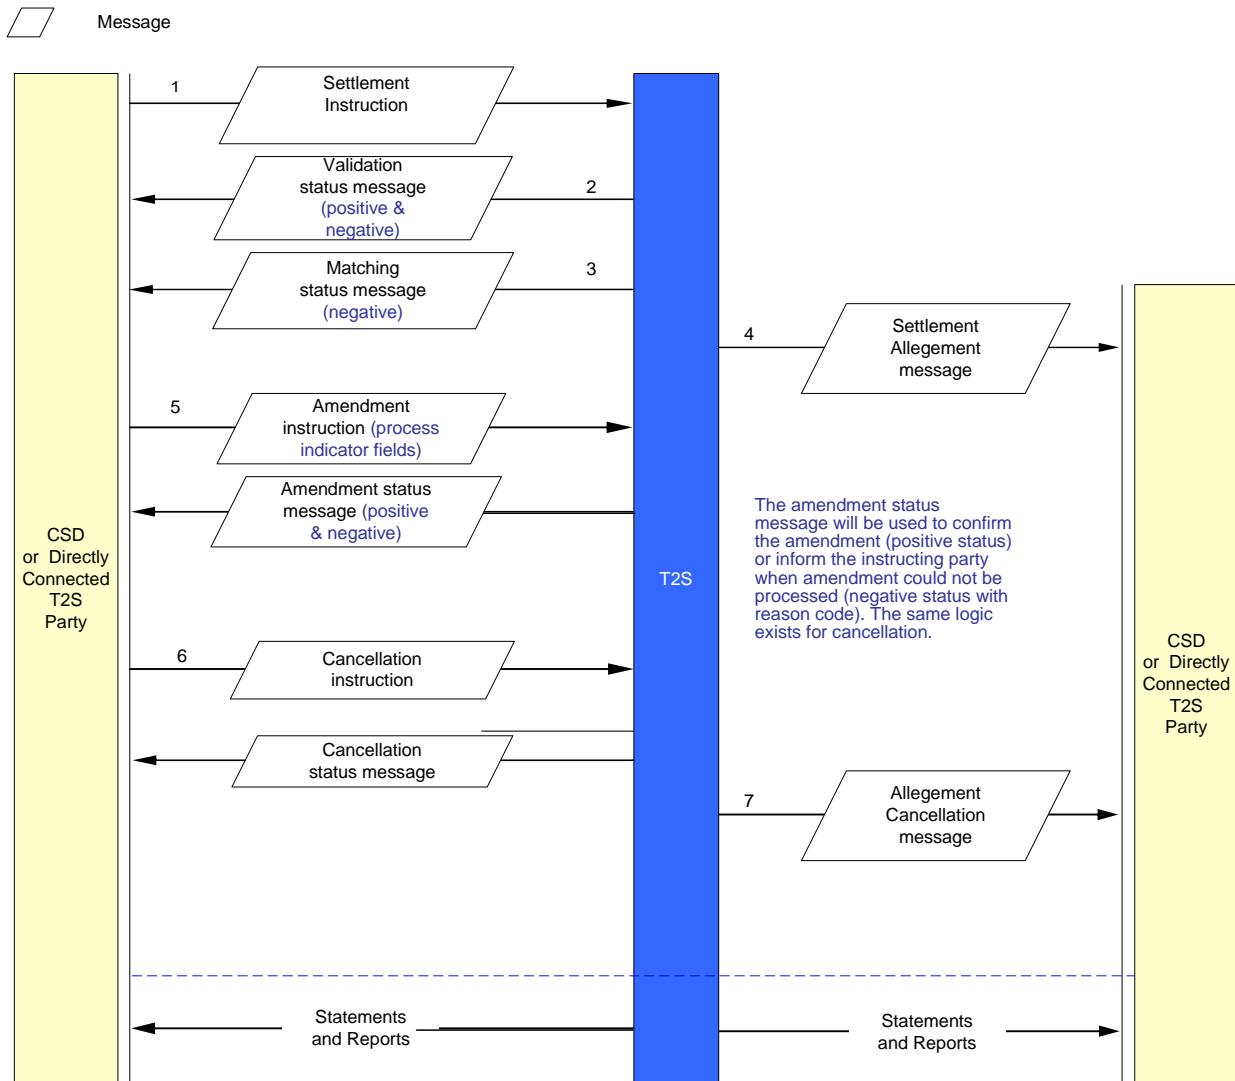 Message
1
Settlement
Instruction
Validation
status message
(positive &
negative)
2
Matching
status message
(negative)
3
4
Settlement
Allegement
message
5
Amendment
instruction (process
indicator fields)
Amendment status
message (positive
& negative)
The amendment status
message will be used to confirm
the amendment (positive status)
or inform the instructing party
when amendment could not be
processed (negative status with
reason code). The same logic
exists for cancellation.
CSD
or Directly
Connected
T2S
Party
T2S
CSD
or Directly
Connected
T2S
Party
6
Cancellation
instruction
Cancellation
status message
7
Allegement
Cancellation
message
Statements
and Reports
Statements
and Reports